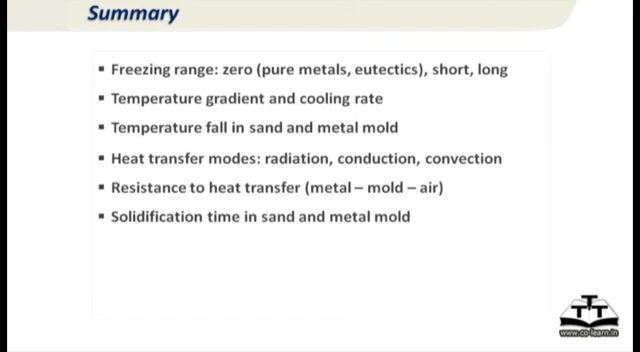 Summary
▪ Freezing range: zero (pure metals, eutectics), short, long
▪ Temperature gradient and cooling rate
▪ Temperature fall in sand and metal mold
▪ Heat transfer modes: radiation, conduction, convection
▪ Resistance to heat transfer (metal – mold – air)
▪ Solidification time in sand and metal mold
TTT
www.co-learn.in